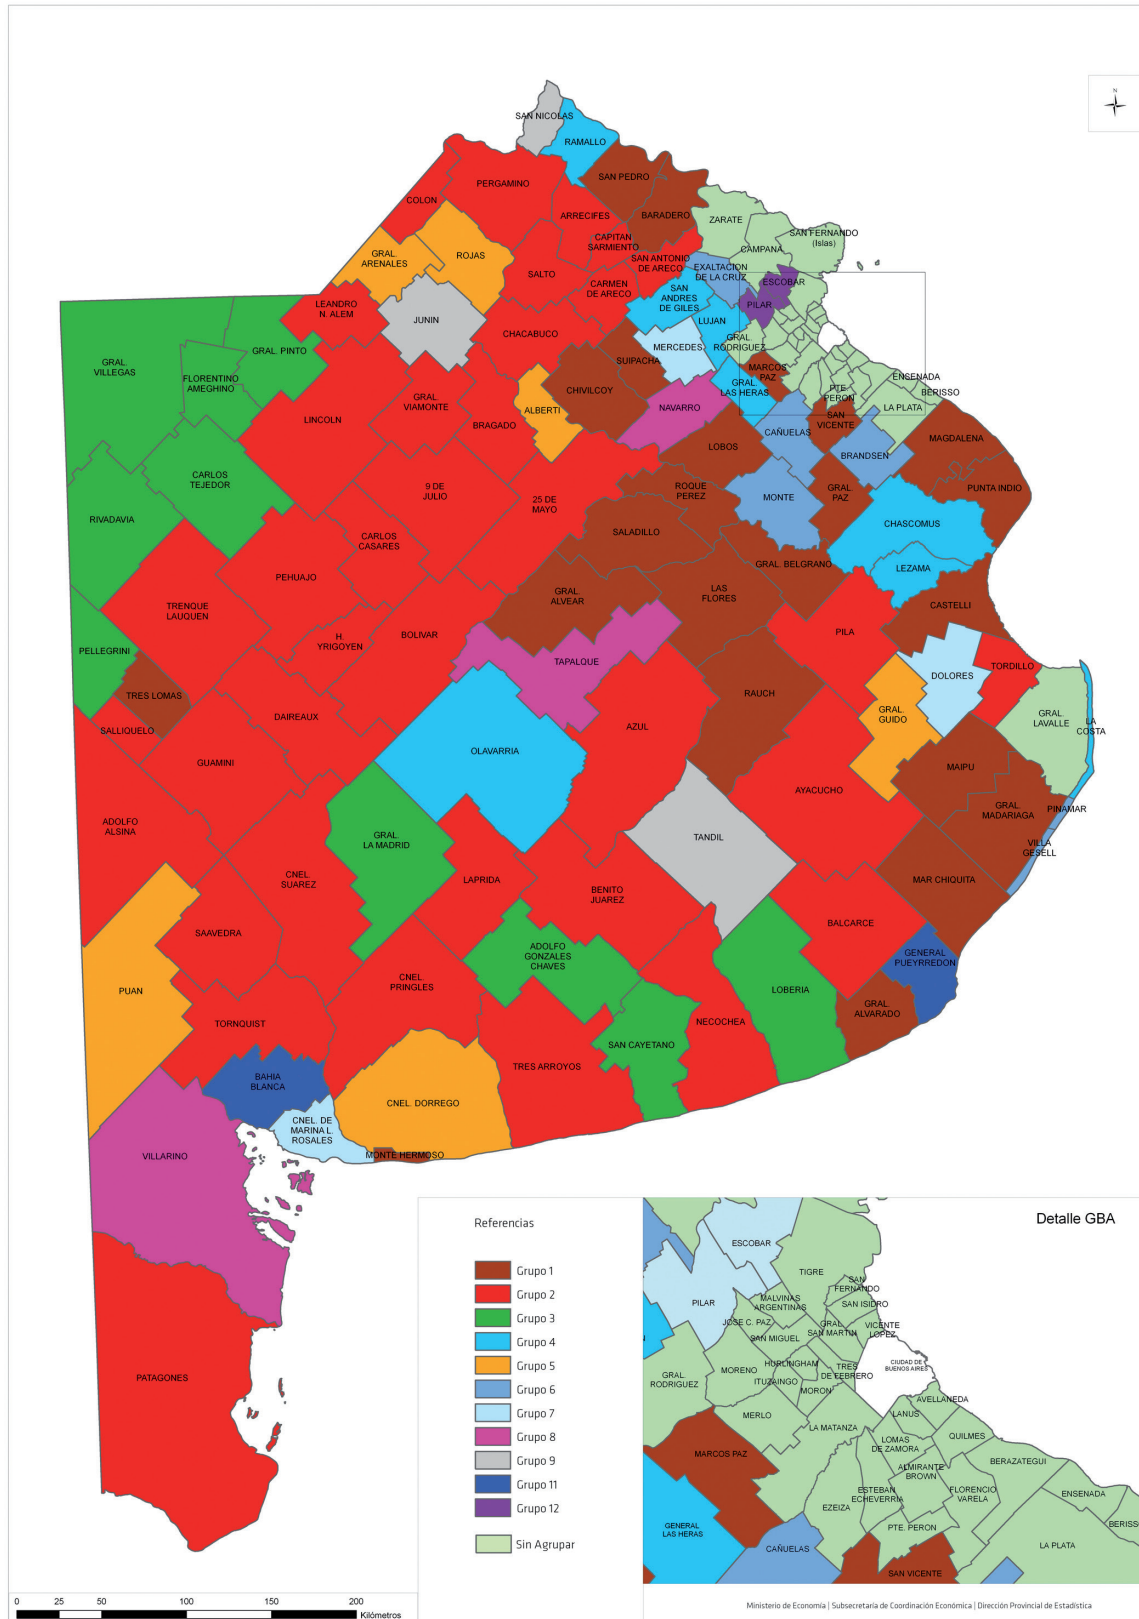 N
SAN NICOLAS
RAMALLO
SAN PEDRO
PERGAMINO
COLON
ARRECIFES
BARADERO
ZARATE
SAN FERNANDO
(Islas)
CAPITAN
SARMIENTO
CAMPANA
GRAL.
ARENALES
ROJAS
SAN ANTONIO
DE ARECO
EXALTACION
DE LA CRUZ
ESCOBAR
SALTO
CARMEN
DE ARECO
SAN
ANDRES
DE GILES
PILAR
LEANDRO
N. ALEM
JUNIN
LUJAN
CHACABUCO
GRAL.
RODRIGUEZ
MERCEDES
GRAL. PINTO
GRAL
VILLEGAS
SUIPACHA
MARCOS
PAZ
FLORENTINO
AMEGHINO
CHIVILCOY
GRAL
LAS HERAS
PTE.
PERON
ENSENADA
BERISSO
GRAL.
VIAMONTE
ALBERTI
NAVARRO
LA PLATA
LINCOLN
BRAGADO
SAN
VICENTE
CAÑUELAS
MAGDALENA
LOBOS
BRANDSEN
CARLOS
TEJEDOR
9 DE
JULIO
ROQUE
PEREZ
GRAL.
PAZ
PUNTA INDIO
MONTE
25 DE
MAYO
RIVADAVIA
CHASCOMUS
SALADILLO
CARLOS
CASARES
GRAL. BELGRANO
LEZAMA
PEHUAJO
GRAL.
ALVEAR
LAS
FLORES
TRENQUE
LAUQUEN
CASTELLI
PILA
H.
YRIGOYEN
BOLIVAR
PELLEGRINI
TAPALQUE
TORDILLO
DOLORES
TRES LOMAS
RAUCH
GRAL.
GUIDO
GRAL.
LAVALLE
DAIREAUX
LA
COSTA
SALLIQUELO
AZUL
OLAVARRIA
GUAMINI
MAIPU
AYACUCHO
PINAMAR
GRAL.
MADARIAGA
ADOLFO
ALSINA
GRAL.
LA MADRID
TANDIL
VILLA
GESELL
CNEL
SUAREZ
LAPRIDA
MAR CHIQUITA
BENITO
JUAREZ
BALCARCE
SAAVEDRA
ADOLFO
GONZALES
CHAVES
GENERAL
PUEYRREDON
CNEL.
PRINGLES
PUAN
LOBERIA
GRAL.
ALVARADO
TORNQUIST
NECOCHEA
SAN CAYETANO
TRES ARROYOS
BAHIA
BLANCA
CNEL. DORREGO
CNEL. DE
MARINA L.
ROSALES
MONTE HERMOSO
VILLARINO
PATAGONES
Referencias
Grupo 1
Grupo 2
Grupo 3
Grupo 4
Grupo 5
Grupo 6
Grupo 7
Grupo 8
Grupo 9
Grupo 11
Grupo 12
Sin Agrupar
Detalle GBA
ESCOBAR
TIGRE
SAN
FERNANDO
PILAR
MALVINAS
ARGENTINAS
SAN ISIDRO
JOSE C. PAZ
GRAL.
SAN MARTIN
VICENTE
LOPEZ
SAN MIGUEL
CIUDAD DE
BUENOS AIRES
HURLINGHAM
TRES
DE FEBRERO
GRAL.
RODRIGUEZ
MORENO
ITUZAINGO
MORON
AVELLANEDA
MERLO
LANUS
LA MATANZA
QUILMES
MARCOS PAZ
LOMAS
DE ZAMORA
BERAZATEGUI
ALMIRANTE
BROWN
ESTEBAN
ECHEVERRIA
FLORENCIO
VARELA
ENSENADA
EZEIZA
GENERAL
LAS HERAS
PTE. PERON
BERISSO
CAÑUELAS
LA PLATA
SAN VICENTE
0 25 50 100 150 200
Kilómetros
Ministerio de Economía | Subsecretaría de Coordinación Económica | Dirección Provincial de Estadística